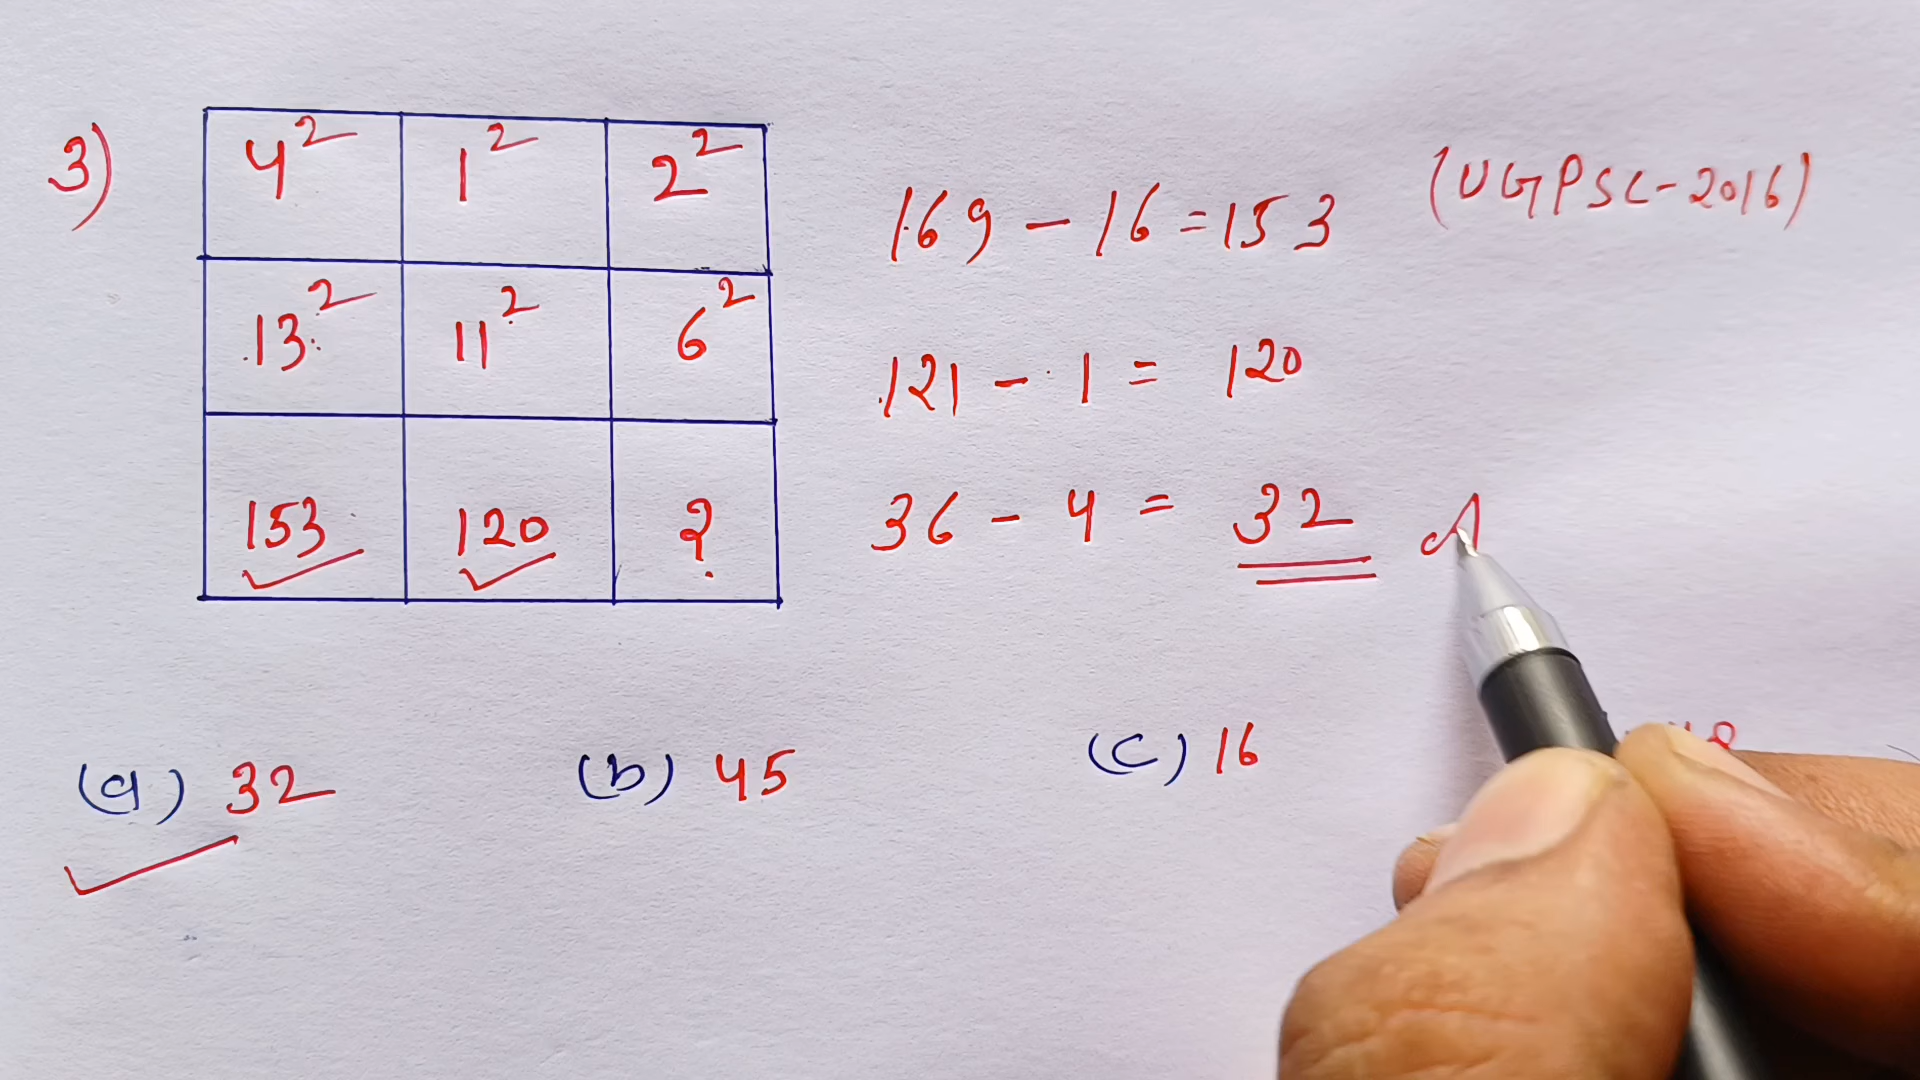 3)
4² 1² 2²
13² 11² 6²
153 120 ?
(UGPSC-2016)
169 - 16 = 153
121 - 1 = 120
36 - 4 = 32 A
(a) 32 (b) 45 (c) 16